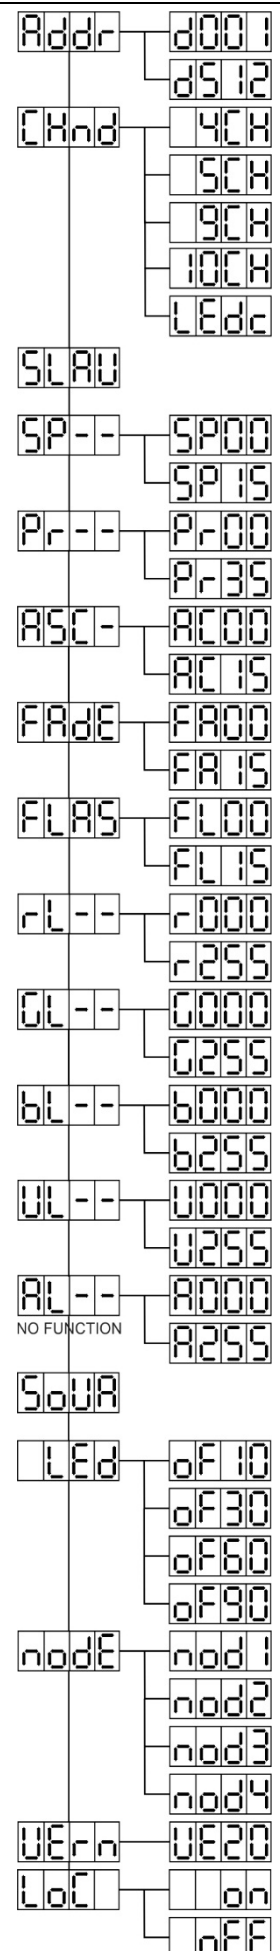 Addr d001
d512
CHnd 4CH
5CH
9CH
10CH
LEdc
SLAU
SP-- SP00
SP15
Pr-- Pr00
Pr35
ASC- AC00
AC15
FAdE FA00
FA15
FLAS FL00
FL15
rL-- r000
r255
GL-- G000
G255
bL-- b000
b255
UL-- U000
U255
AL-- A000
NO FUNCTION
A255
SoUA
LEd oF10
oF30
oF60
oF90
nodE nod1
nod2
nod3
nod4
UErn UE20
LoC on
oFF